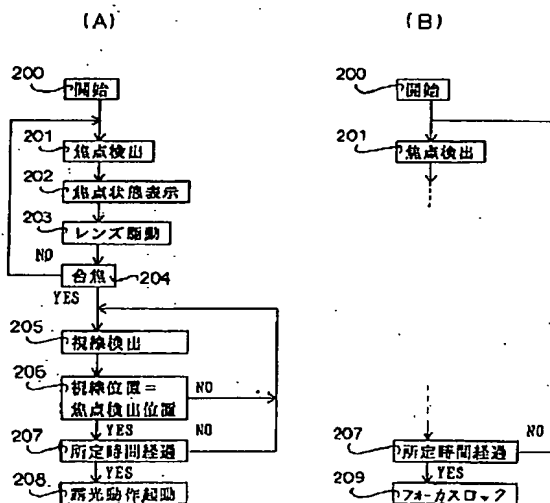 (A)
200
開始
201
焦点検出
202
焦点状態表示
203
レンズ駆動
NO
合焦
204
YES
205
視線検出
206
視線位置=
焦点検出位置
NO
YES
207
所定時間経過
NO
YES
208
露光動作起動
(B)
200
開始
201
焦点検出
207
所定時間経過
NO
YES
209
フォーカスロック